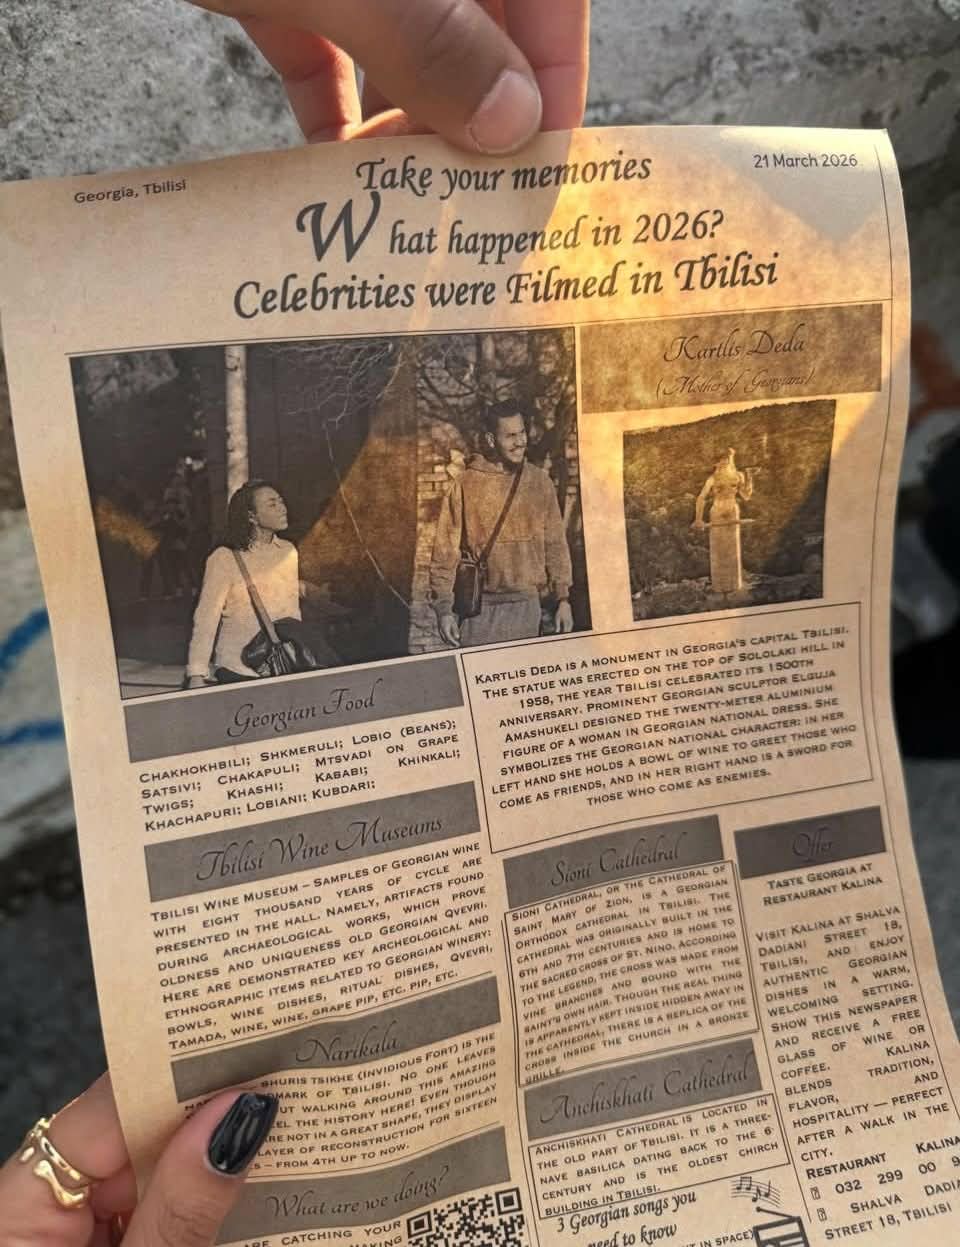 Georgia, Tbilisi
21 March 2026
Take your memories
What happened in 2026?
Celebrities were Filmed in Tbilisi
Kartlis Deda
(Mother of Georgians)
KARTLIS DEDA IS A MONUMENT IN GEORGIA'S CAPITAL TBILISI.
THE STATUE WAS ERECTED ON THE TOP OF SOLOLAKI HILL IN
1958, THE YEAR TBILISI CELEBRATED ITS 1500TH
ANNIVERSARY. PROMINENT GEORGIAN SCULPTOR ELGUJA
AMASHUKELI DESIGNED THE TWENTY-METER ALUMINIUM
FIGURE OF A WOMAN IN GEORGIAN NATIONAL DRESS. SHE
SYMBOLIZES THE GEORGIAN NATIONAL CHARACTER: IN HER
LEFT HAND SHE HOLDS A BOWL OF WINE TO GREET THOSE WHO
COME AS FRIENDS, AND IN HER RIGHT HAND IS A SWORD FOR
THOSE WHO COME AS ENEMIES.
Georgian Food
CHAKHOKHBILI; SHKMERULI; LOBIO (BEANS);
SATSIVI; CHAKAPULI; MTSVADI ON GRAPE
TWIGS; KHASHI; KABABI; KHINKALI;
KHACHAPURI; LOBIANI; KUBDARI;
Tbilisi Wine Museums
TBILISI WINE MUSEUM – SAMPLES OF GEORGIAN WINE
WITH EIGHT THOUSAND YEARS OF CYCLE ARE
PRESENTED IN THE HALL. NAMELY, ARTIFACTS FOUND
DURING ARCHAEOLOGICAL WORKS, WHICH PROVE
OLDNESS AND UNIQUENESS OLD GEORGIAN QVEVRI.
HERE ARE DEMONSTRATED KEY ARCHEOLOGICAL AND
ETHNOGRAPHIC ITEMS RELATED TO GEORGIAN WINERY:
BOWLS, WINE DISHES, RITUAL DISHES, QVEVRI,
TAMADA, WINE, WINE, GRAPE PIP, ETC. PIP, ETC.
Narikala
SHURIS TSIKHE (INVIDIOUS FORT) IS THE
DMARK OF TBILISI. NO ONE LEAVES
UT WALKING AROUND THIS AMAZING
EEL THE HISTORY HERE! EVEN THOUGH
RE NOT IN A GREAT SHAPE, THEY DISPLAY
LAYER OF RECONSTRUCTION FOR SIXTEEN
S – FROM 4TH UP TO NOW.
What are we doing?
ARE CATCHING YOUR
MAKING
Sioni Cathedral
SIONI CATHEDRAL, OR THE CATHEDRAL OF
SAINT MARY OF ZION, IS A GEORGIAN
ORTHODOX CATHEDRAL IN TBILISI. THE
CATHEDRAL WAS ORIGINALLY BUILT IN THE
6TH AND 7TH CENTURIES AND IS HOME TO
THE SACRED CROSS OF ST. NINO. ACCORDING
TO THE LEGEND, THE CROSS WAS MADE FROM
VINE BRANCHES AND BOUND WITH THE
SAINT'S OWN HAIR. THOUGH THE REAL THING
IS APPARENTLY KEPT INSIDE HIDDEN AWAY IN
THE CATHEDRAL, THERE IS A REPLICA OF THE
CROSS INSIDE THE CHURCH IN A BRONZE
GRILLE.
Anchiskhati Cathedral
ANCHISKHATI CATHEDRAL IS LOCATED IN
THE OLD PART OF TBILISI. IT IS A THREE-
NAVE BASILICA DATING BACK TO THE 6
CENTURY AND IS THE OLDEST CHIRCH
BUILDING IN TBILISI.
3 Georgian songs you
need to know
IN SPACE)
Offer
TASTE GEORGIA AT
RESTAURANT KALINA
VISIT KALINA AT SHALVA
DADIANI STREET 18,
TBILISI, AND ENJOY
AUTHENTIC GEORGIAN
DISHES IN A WARM,
WELCOMING SETTING.
SHOW THIS NEWSPAPER
AND RECEIVE A FREE
GLASS OF WINE OR
COFFEE. KALINA
BLENDS TRADITION,
FLAVOR, AND
HOSPITALITY — PERFECT
AFTER A WALK IN THE
CITY.
RESTAURANT KALINA
032 299 00 9
SHALVA DADIA
STREET 18, TBILISI